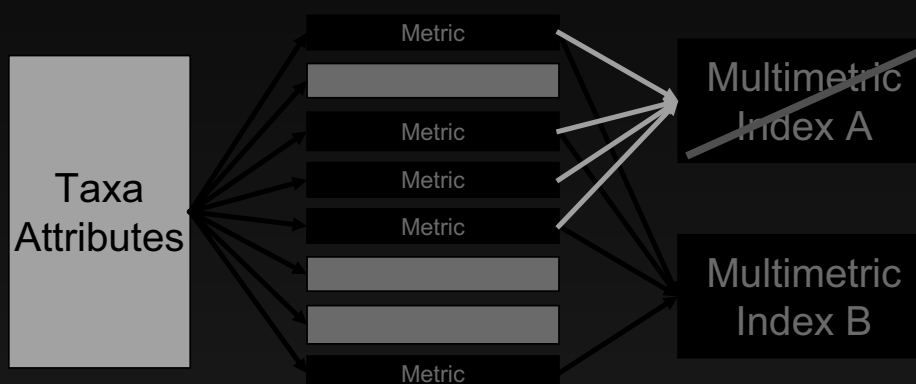 Taxa
Attributes
Metric
Metric
Metric
Metric
Metric
Multimetric
Index A
Multimetric
Index B